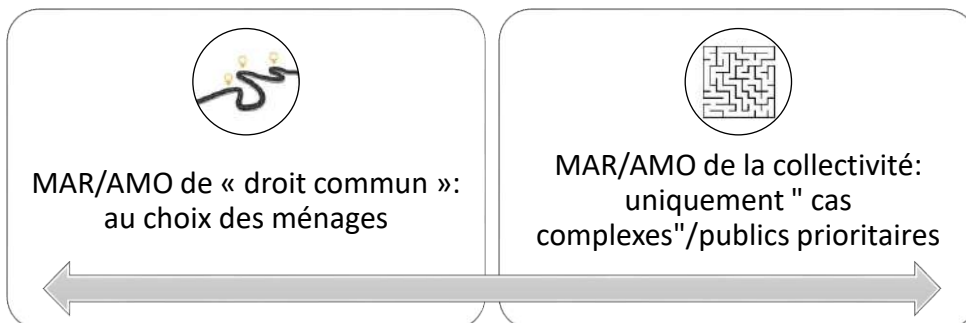 MAR/AMO de « droit commun »:
au choix des ménages
MAR/AMO de la collectivité:
uniquement " cas
complexes"/publics prioritaires